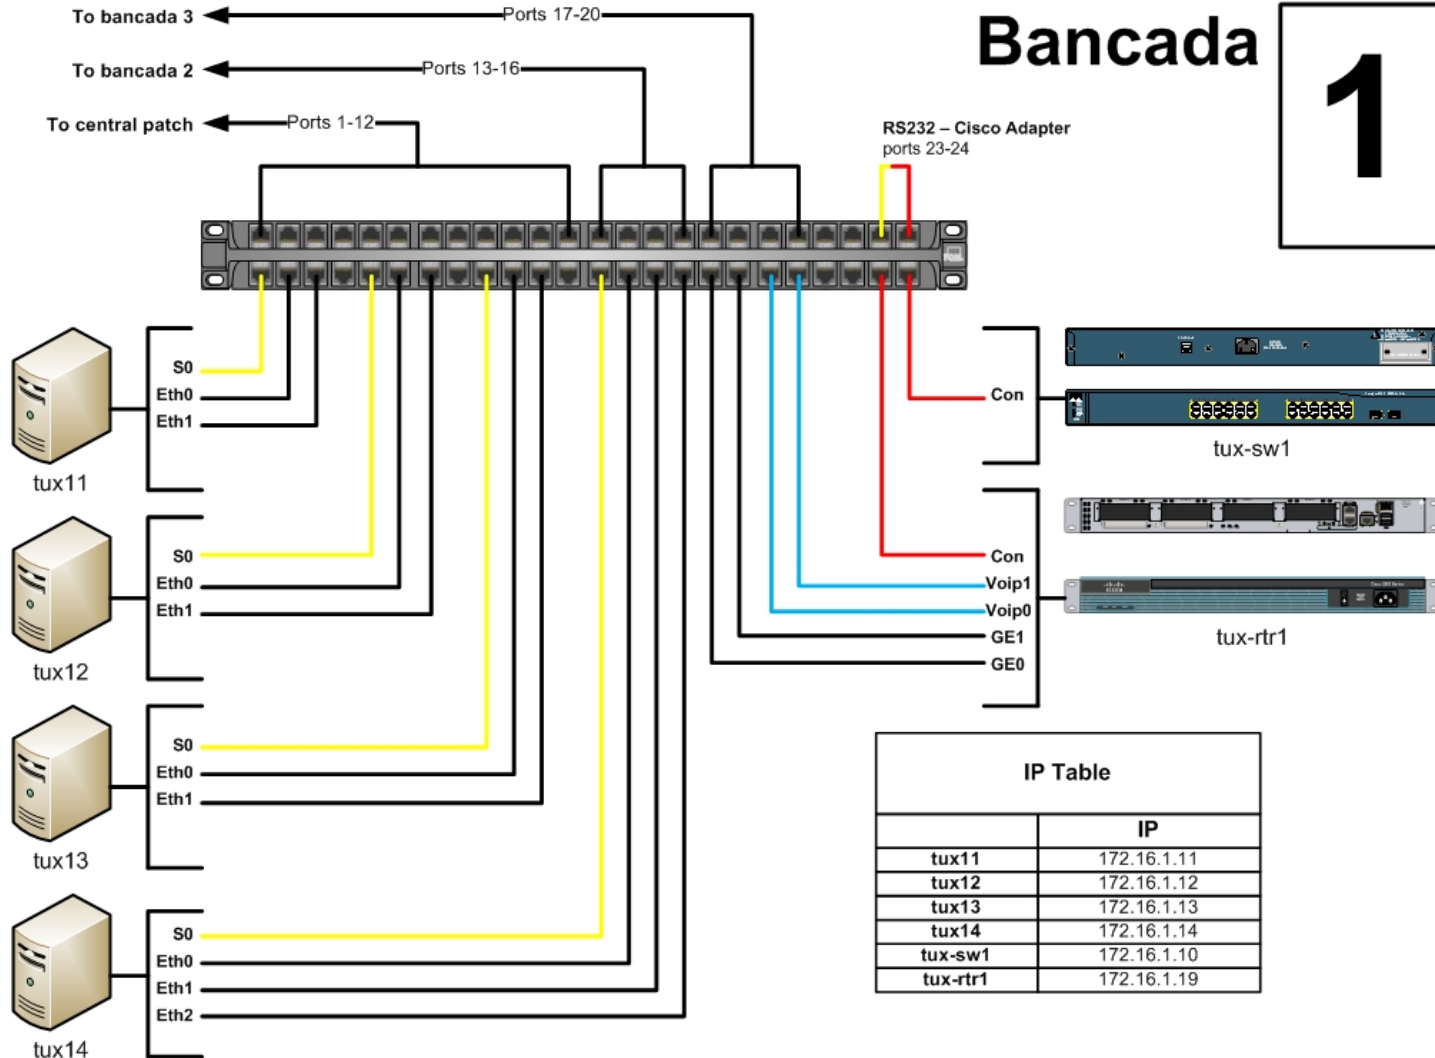 To bancada 3
Ports 17-20
Bancada
1
To bancada 2
Ports 13-16
To central patch
Ports 1-12
RS232 – Cisco Adapter
ports 23-24
S0
Eth0
Eth1
tux11
Con
tux-sw1
S0
Eth0
Eth1
tux12
Con
Voip1
Voip0
GE1
GE0
tux-rtr1
S0
Eth0
Eth1
tux13
S0
Eth0
Eth1
Eth2
tux14
IP Table
IP
tux11 172.16.1.11
tux12 172.16.1.12
tux13 172.16.1.13
tux14 172.16.1.14
tux-sw1 172.16.1.10
tux-rtr1 172.16.1.19